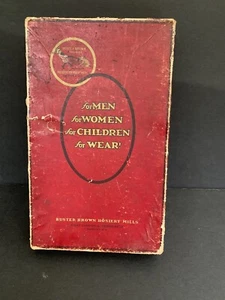 for MEN
for WOMEN
for CHILDREN
for WEAR!
BUSTER BROWN HOSIERY MILLS